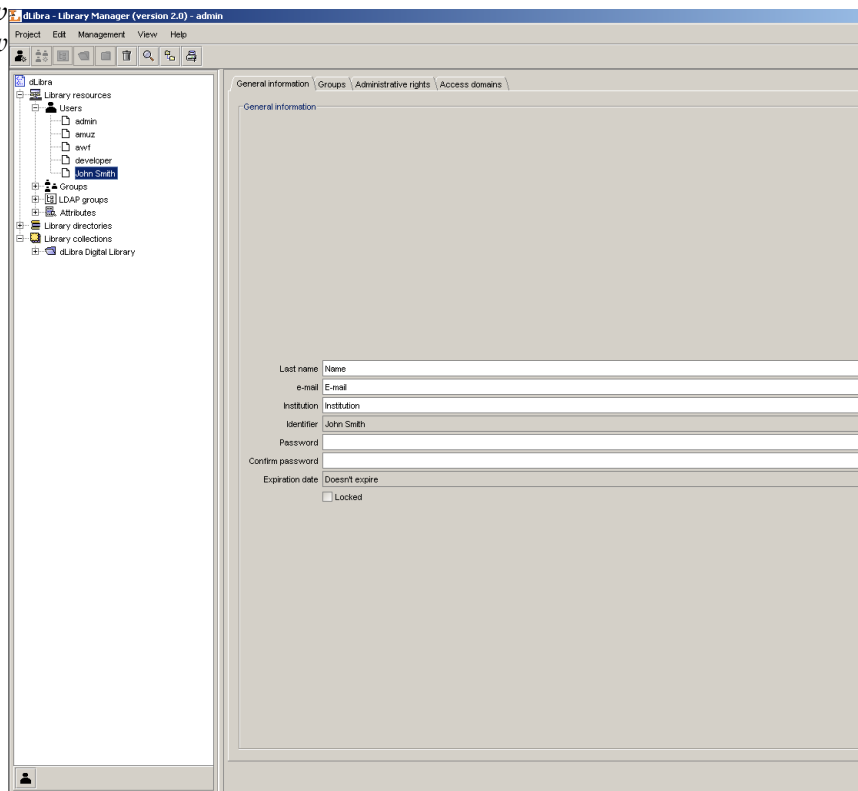 dLibra - Library Manager (version 2.0) - admin
Project Edit Management View Help
dLibra
Library resources
Users
admin
amuz
awf
developer
John Smith
Groups
LDAP groups
Attributes
Library directories
Library collections
dLibra Digital Library
General information Groups Administrative rights Access domains
General information
Last name Name
e-mail E-mail
Institution Institution
Identifier John Smith
Password
Confirm password
Expiration date Doesn't expire
Locked